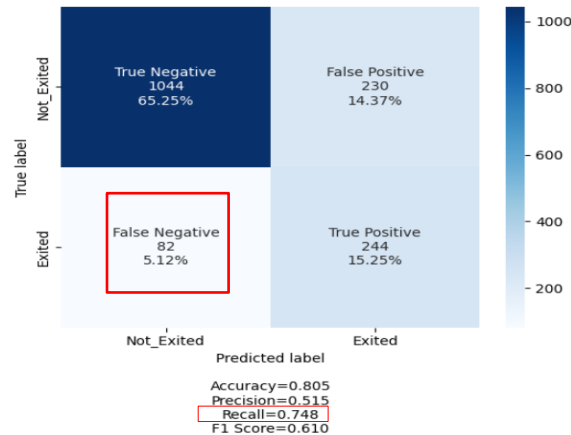 True Negative
1044
65.25%
False Positive
230
14.37%
False Negative
82
5.12%
True Positive
244
15.25%
True label
Not_Exited
Exited
Not_Exited
Exited
Predicted label
1000
800
600
400
200
Accuracy=0.805
Precision=0.515
Recall=0.748
F1 Score=0.610